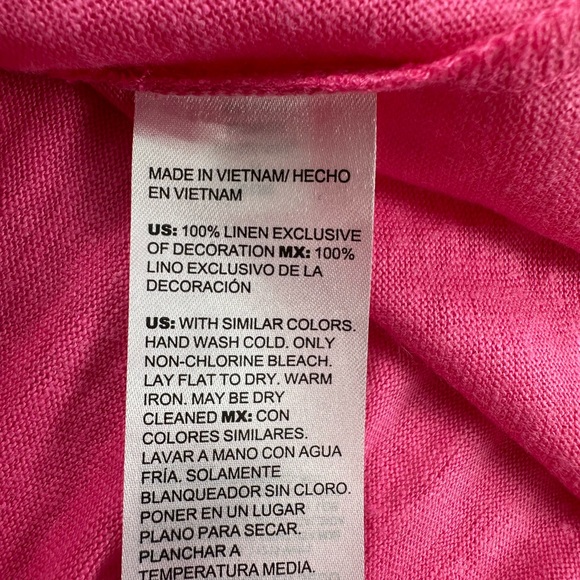 MADE IN VIETNAM/ HECHO
EN VIETNAM
US: 100% LINEN EXCLUSIVE
OF DECORATION MX: 100%
LINO EXCLUSIVO DE LA
DECORACIÓN
US: WITH SIMILAR COLORS.
HAND WASH COLD. ONLY
NON-CHLORINE BLEACH.
LAY FLAT TO DRY. WARM
IRON. MAY BE DRY
CLEANED MX: CON
COLORES SIMILARES.
LAVAR A MANO CON AGUA
FRÍA. SOLAMENTE
BLANQUEADOR SIN CLORO.
PONER EN UN LUGAR
PLANO PARA SECAR.
PLANCHAR A
TEMPERATURA MEDIA.